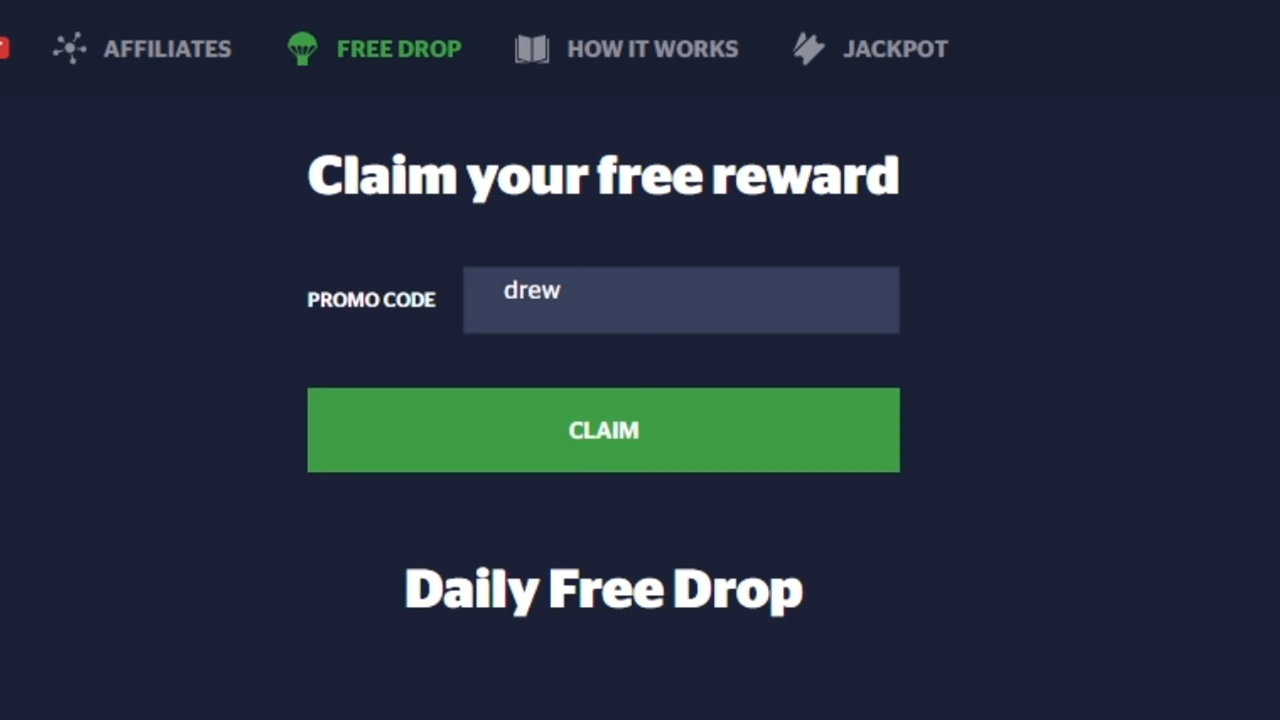 AFFILIATES FREE DROP HOW IT WORKS JACKPOT
Claim your free reward
PROMO CODE drew
CLAIM
Daily Free Drop